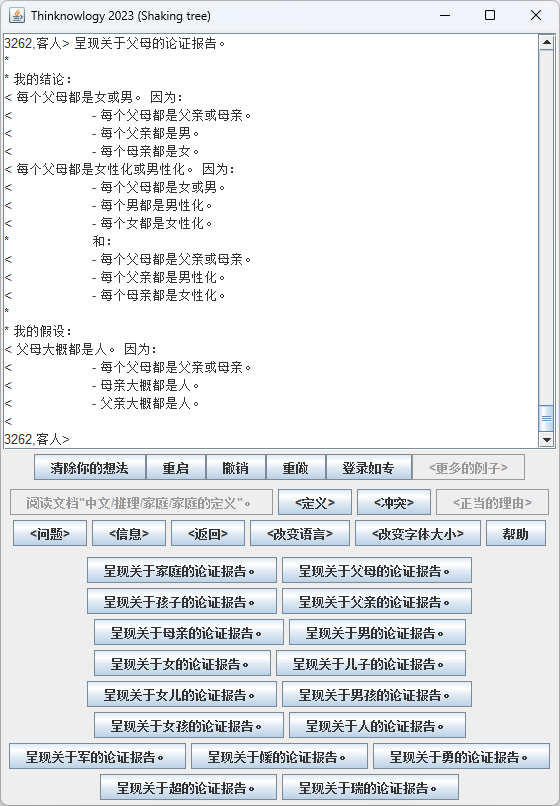 Thinknowlogy 2023 (Shaking tree)
3262,客人> 呈现关于父母的论证报告。
*
* 我的结论：
< 每个父母都是女或男。 因为：
< - 每个父母都是父亲或母亲。
< - 每个父亲都是男。
< - 每个母亲都是女。
< 每个父母都是女性化或男性化。 因为：
< - 每个父母都是女或男。
< - 每个男都是男性化。
< - 每个女都是女性化。
* 和：
< - 每个父母都是父亲或母亲。
< - 每个父亲都是男性化。
< - 每个母亲都是女性化。
*
* 我的假设：
< 父母大概都是人。 因为：
< - 每个父母都是父亲或母亲。
< - 母亲大概都是人。
< - 父亲大概都是人。
<
3262,客人>
清除你的想法 重启 撤销 重做 登录如专 <更多的例子>
阅读文档"中文/推理/家庭/家庭的定义"。 <定义> <冲突> <正当的理由>
<问题> <信息> <返回> <改变语言> <改变字体大小> 帮助
呈现关于家庭的论证报告。 呈现关于父母的论证报告。
呈现关于孩子的论证报告。 呈现关于父亲的论证报告。
呈现关于母亲的论证报告。 呈现关于男的论证报告。
呈现关于女的论证报告。 呈现关于儿子的论证报告。
呈现关于女儿的论证报告。 呈现关于男孩的论证报告。
呈现关于女孩的论证报告。 呈现关于人的论证报告。
呈现关于军的论证报告。 呈现关于媛的论证报告。 呈现关于勇的论证报告。
呈现关于超的论证报告。 呈现关于瑞的论证报告。